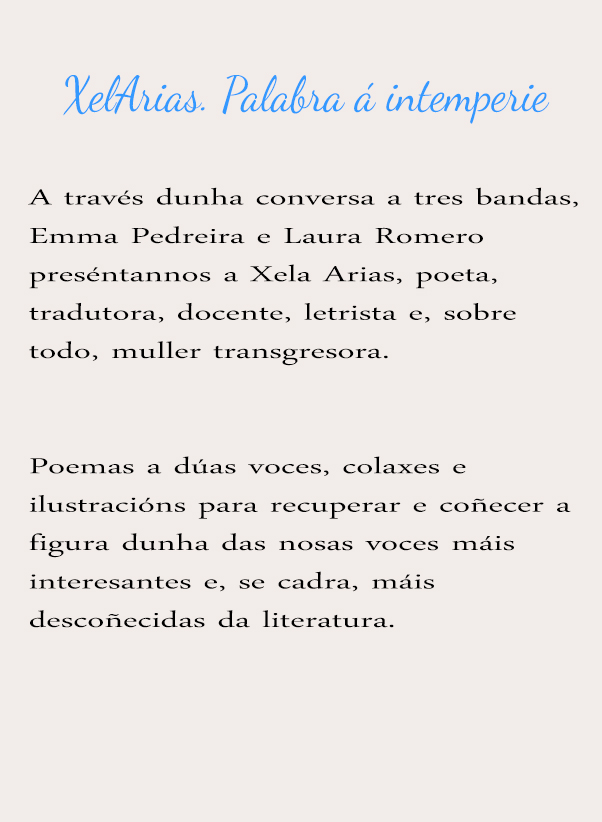 XelArias. Palabra á intemperie
A través dunha conversa a tres bandas,
Emma Pedreira e Laura Romero
preséntannos a Xela Arias, poeta,
tradutora, docente, letrista e, sobre
todo, muller transgresora.
Poemas a dúas voces, colaxes e
ilustracións para recuperar e coñecer a
figura dunha das nosas voces máis
interesantes e, se cadra, máis
descoñecidas da literatura.